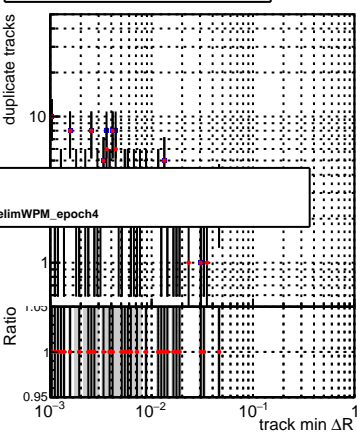 duplicate tracks
10
elimWPM_epoch4
1
Ratio
1.05
1
0.95
10⁻³
10⁻²
10⁻¹
1
track min ΔR